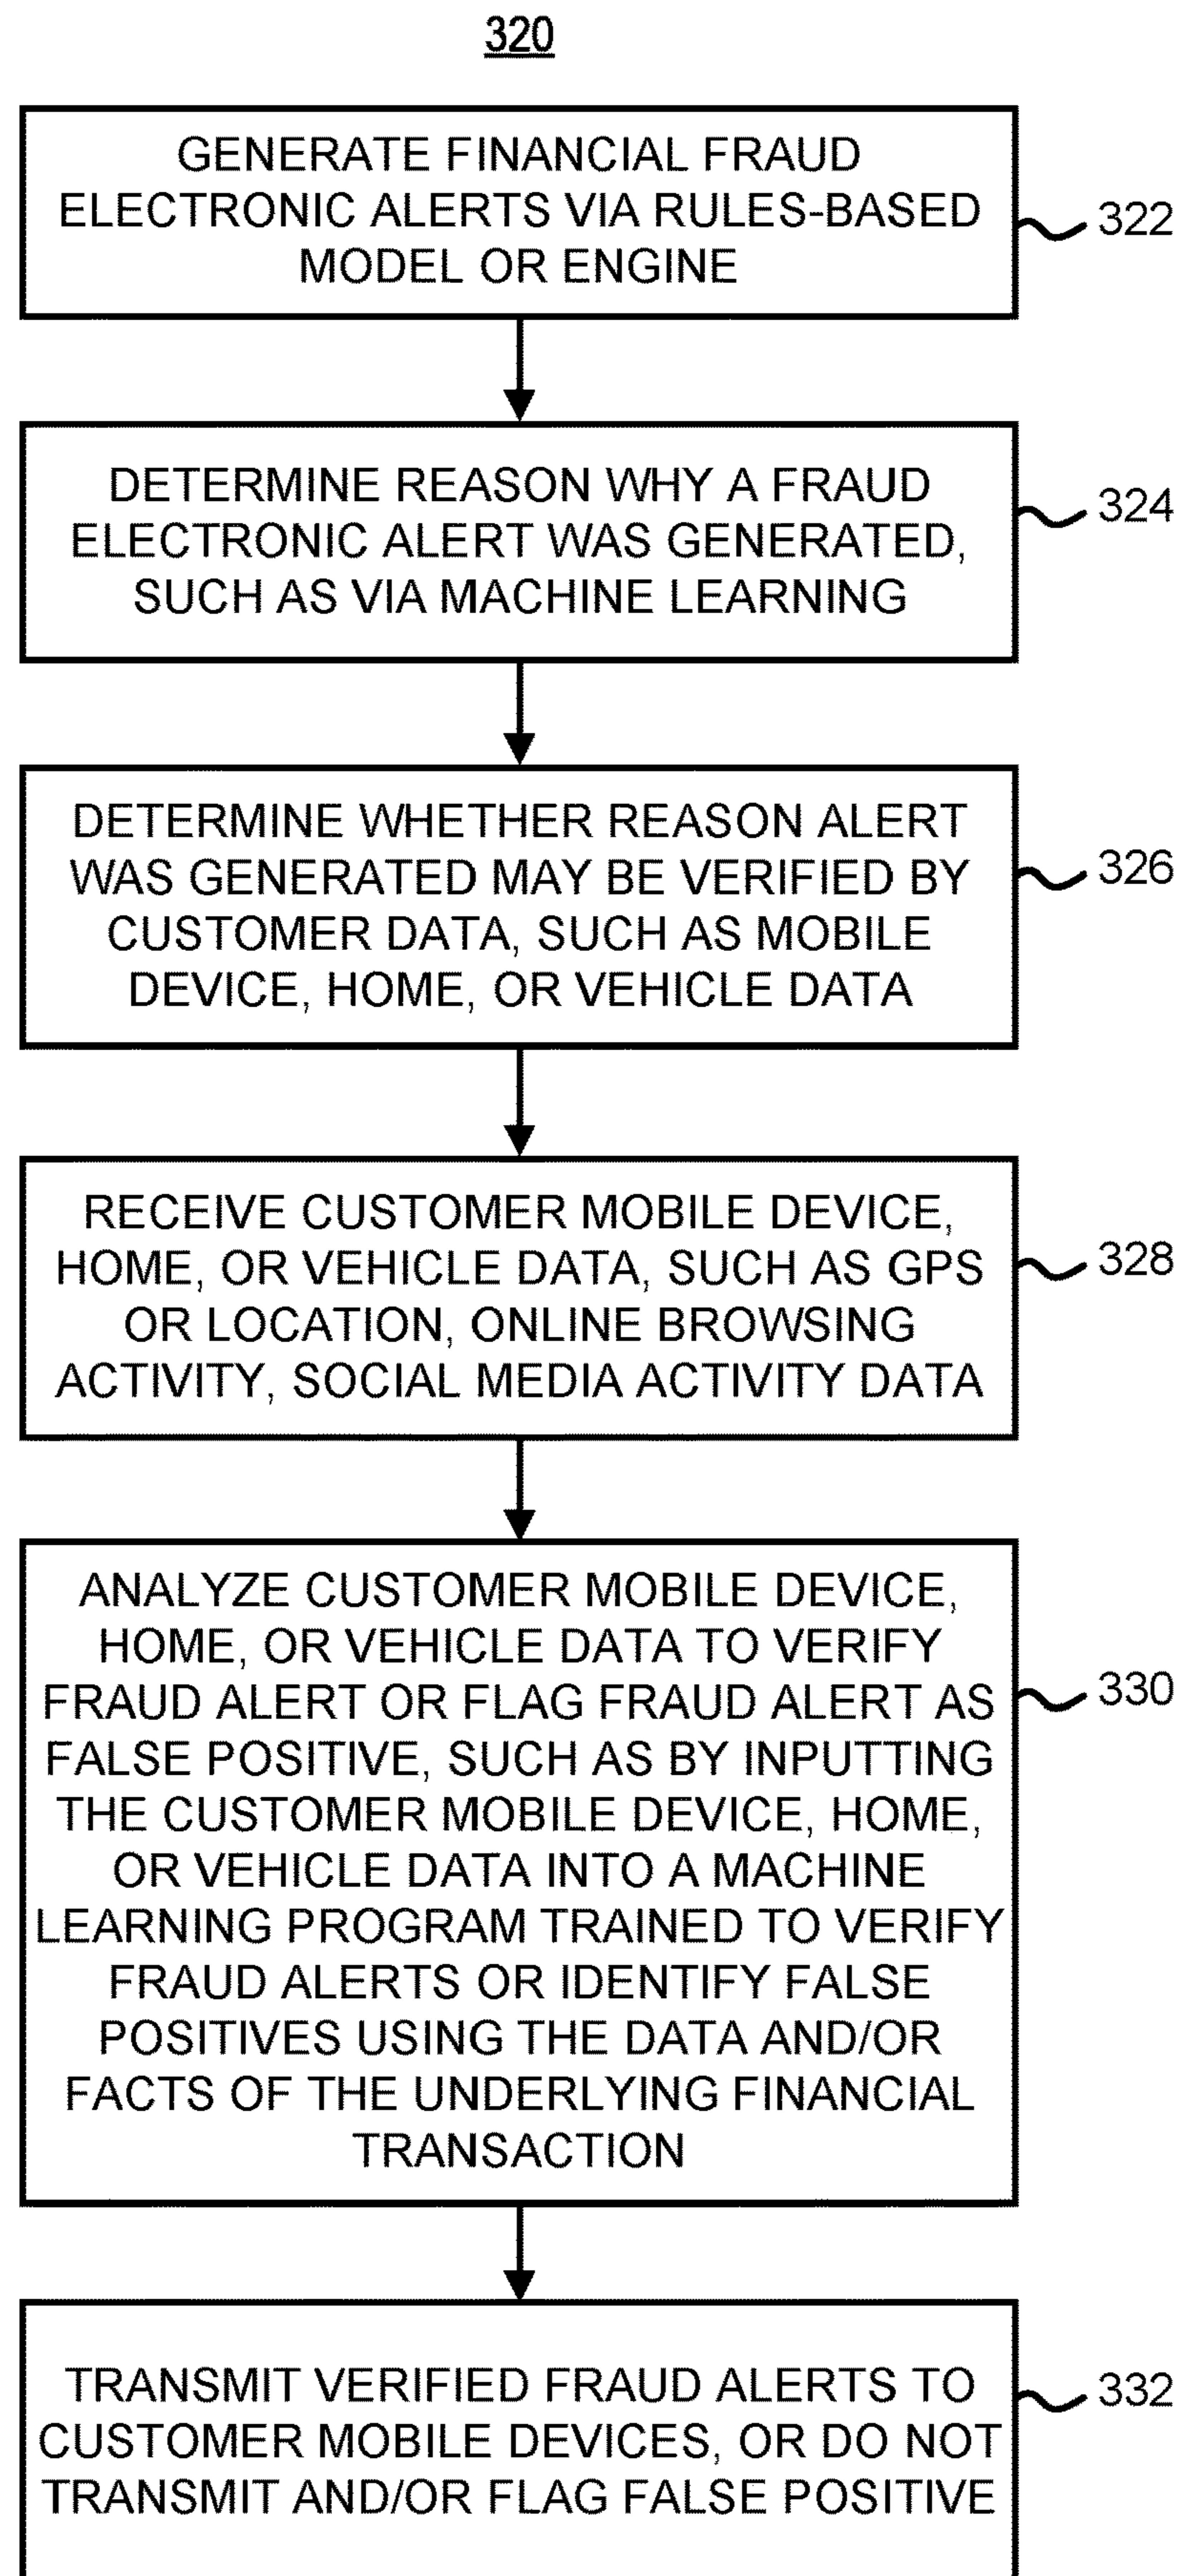 320
GENERATE FINANCIAL FRAUD
ELECTRONIC ALERTS VIA RULES-BASED
MODEL OR ENGINE
322
DETERMINE REASON WHY A FRAUD
ELECTRONIC ALERT WAS GENERATED,
SUCH AS VIA MACHINE LEARNING
324
DETERMINE WHETHER REASON ALERT
WAS GENERATED MAY BE VERIFIED BY
CUSTOMER DATA, SUCH AS MOBILE
DEVICE, HOME, OR VEHICLE DATA
326
RECEIVE CUSTOMER MOBILE DEVICE,
HOME, OR VEHICLE DATA, SUCH AS GPS
OR LOCATION, ONLINE BROWSING
ACTIVITY, SOCIAL MEDIA ACTIVITY DATA
328
ANALYZE CUSTOMER MOBILE DEVICE,
HOME, OR VEHICLE DATA TO VERIFY
FRAUD ALERT OR FLAG FRAUD ALERT AS
FALSE POSITIVE, SUCH AS BY INPUTTING
THE CUSTOMER MOBILE DEVICE, HOME,
OR VEHICLE DATA INTO A MACHINE
LEARNING PROGRAM TRAINED TO VERIFY
FRAUD ALERTS OR IDENTIFY FALSE
POSITIVES USING THE DATA AND/OR
FACTS OF THE UNDERLYING FINANCIAL
TRANSACTION
330
TRANSMIT VERIFIED FRAUD ALERTS TO
CUSTOMER MOBILE DEVICES, OR DO NOT
TRANSMIT AND/OR FLAG FALSE POSITIVE
332